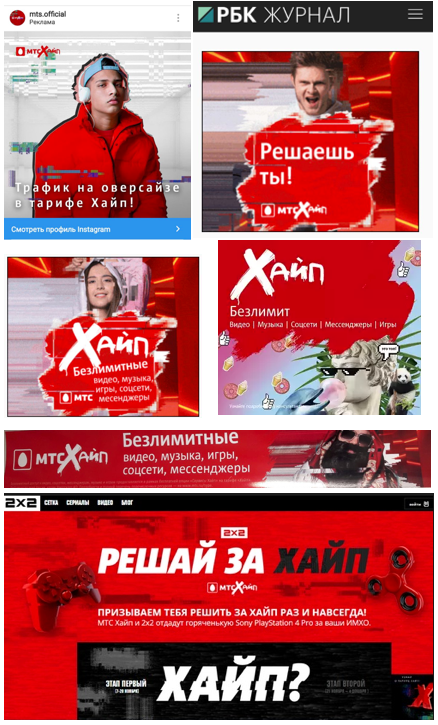 mts.official
Реклама
МТС Хайп
Трафик на оверсайзе
в тарифе Хайп!
Смотреть профиль Instagram
РБК ЖУРНАЛ
Решаешь
ты!
МТС Хайп
Хайп
Безлимитные
видео, музыка,
игры, соцсети,
мессенджеры
МТС
Хайп
Безлимит
Видео | Музыка | Соцсети | Мессенджеры | Игры
МТС Хайп
Безлимитные
видео, музыка, игры,
соцсети, мессенджеры
2X2 СЕТКА СЕРИАЛЫ ВИДЕО БЛОГ
ВОЙТИ
2X2
РЕШАЙ ЗА ХАЙП
МТС Хайп
ПРИЗЫВАЕМ ТЕБЯ РЕШИТЬ ЗА ХАЙП РАЗ И НАВСЕГДА!
МТС Хайп и 2х2 отдадут горяченькую Sony PlayStation 4 Pro за ваши ИМХО.
ЭТАП ПЕРВЫЙ
ХАЙП?
ЭТАП ВТОРОЙ